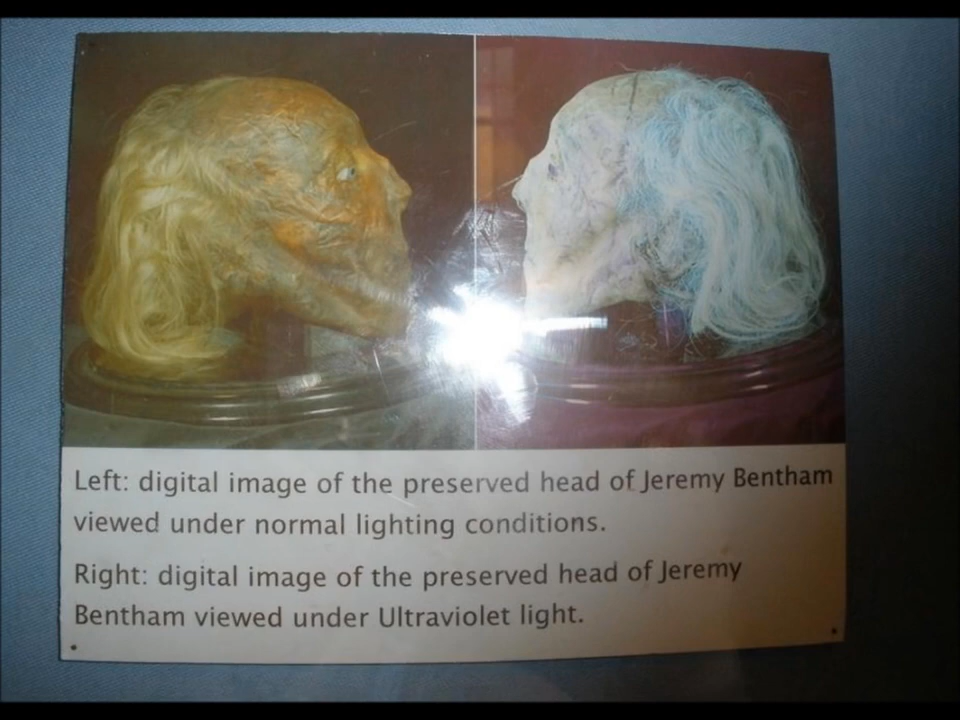 Left: digital image of the preserved head of Jeremy Bentham
viewed under normal lighting conditions.
Right: digital image of the preserved head of Jeremy
Bentham viewed under Ultraviolet light.